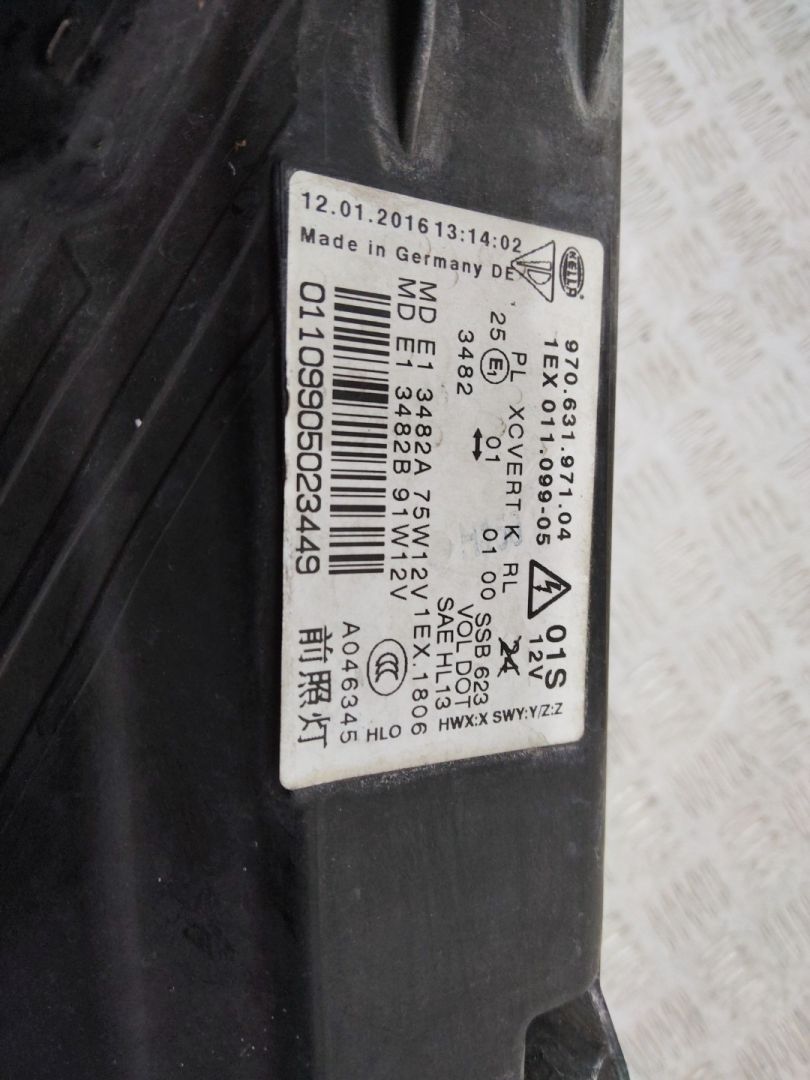 12.01.2016 13:14:02
Made in Germany DE
HELLA
970.631.971.04
1EX 011.099-05
01S
12V
PL XCVERT K RL
25 E1 01 01 00
3482
24
SSB 623
VOL DOT
SAE HL13
HWX:X SWY:Y/Z:Z
MD E1 3482A 75W12V 1EX.1806
MD E1 3482B 91W12V
01109905023449
CCC
HLO
A046345
前照灯